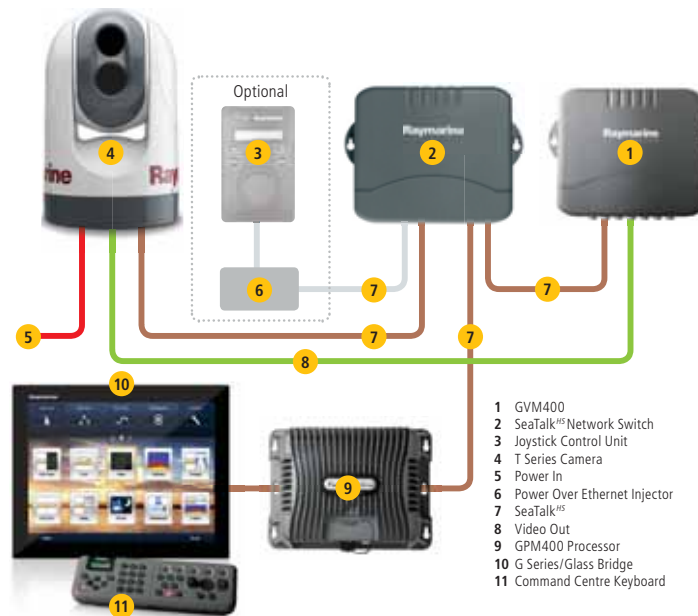 Optional
3
4
Raymarine
2
Raymarine
1
6
7
7
7
7
5
8
10
9
11
1 GVM400
2 SeaTalkHS Network Switch
3 Joystick Control Unit
4 T Series Camera
5 Power In
6 Power Over Ethernet Injector
7 SeaTalkHS
8 Video Out
9 GPM400 Processor
10 G Series/Glass Bridge
11 Command Centre Keyboard